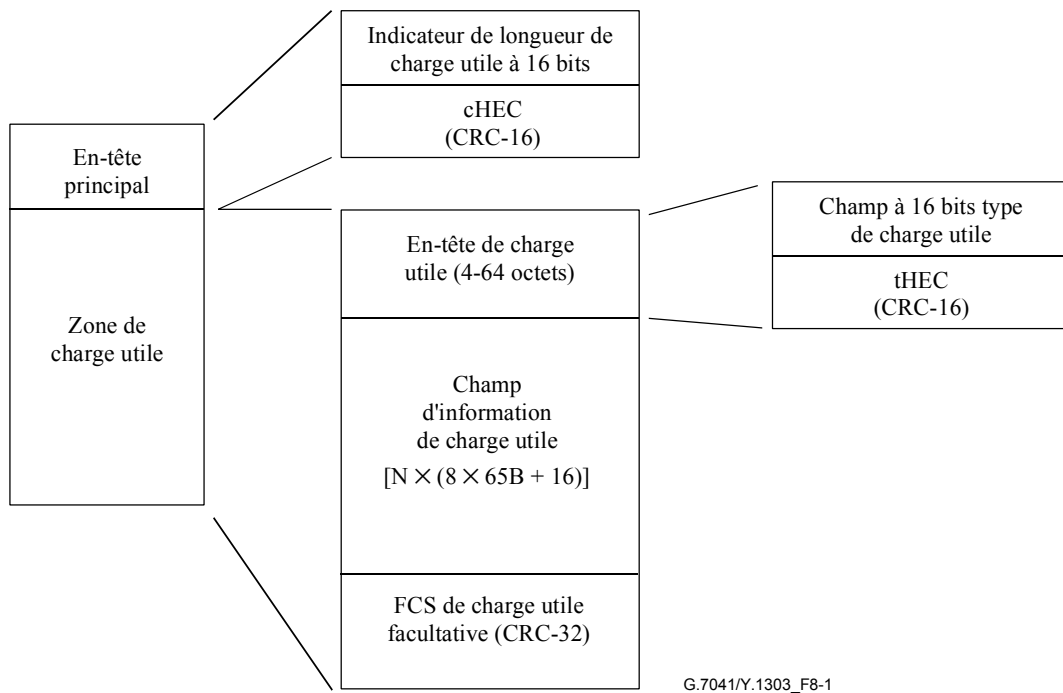 Indicateur de longueur de
charge utile à 16 bits
cHEC
(CRC-16)
En-tête
principal
Zone de
charge utile
En-tête de charge
utile (4-64 octets)
Champ à 16 bits type
de charge utile
tHEC
(CRC-16)
Champ
d'information
de charge utile
[N × (8 × 65B + 16)]
FCS de charge utile
facultative (CRC-32)
G.7041/Y.1303_F8-1